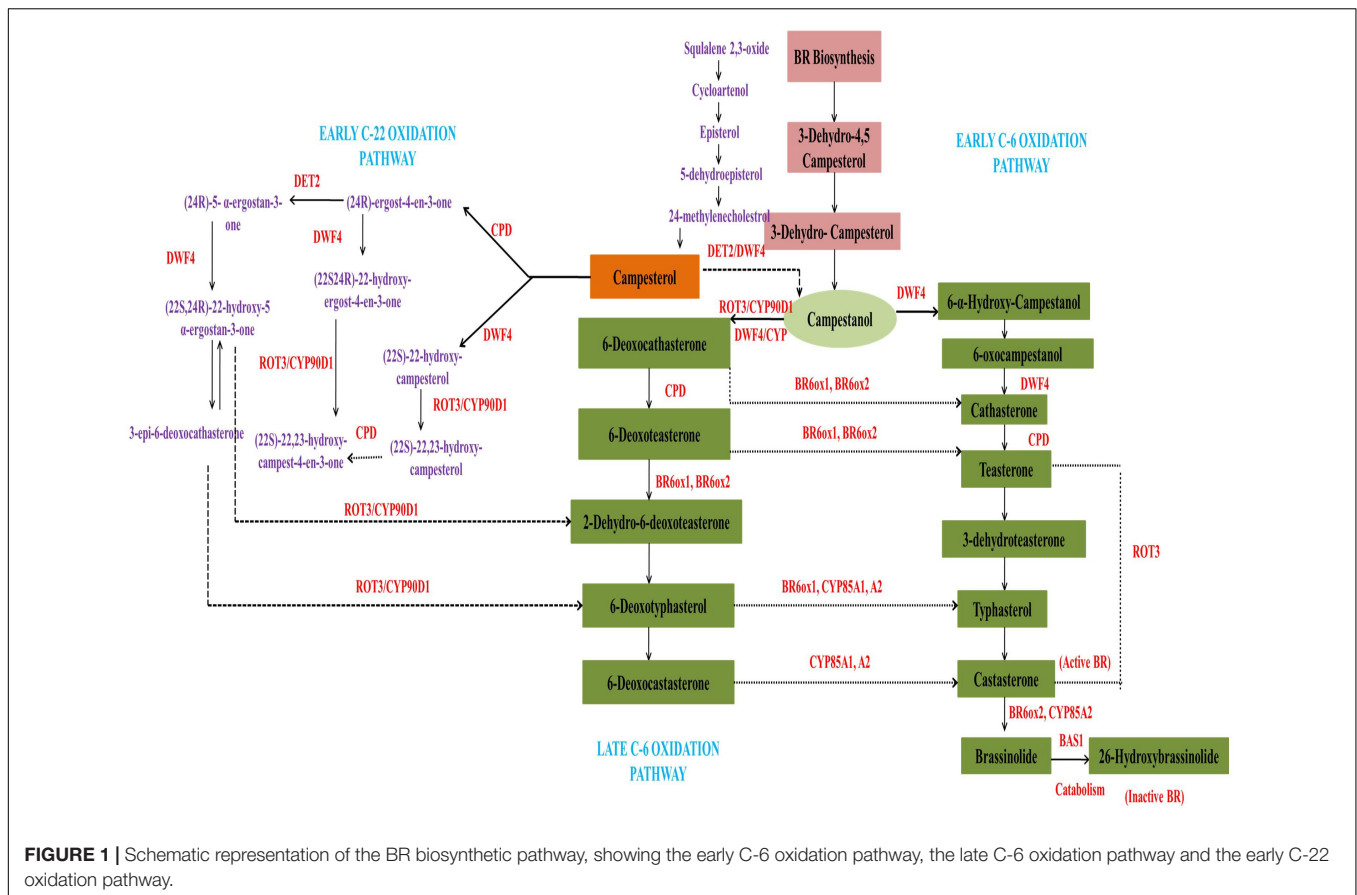 Squlalene 2,3-oxide
Cycloartenol
Episterol
5-dehydroepisterol
24-methylenecholestrol
BR Biosynthesis
3-Dehydro-4,5
Campesterol
3-Dehydro- Campesterol
EARLY C-22 OXIDATION
PATHWAY
EARLY C-6 OXIDATION
PATHWAY
DET2
(24R)-5- α-ergostan-3-
one
(24R)-ergost-4-en-3-one
CPD
DWF4
DWF4
(22S24R)-22-hydroxy-
ergost-4-en-3-one
(22S,24R)-22-hydroxy-5
α-ergostan-3-one
Campesterol
DET2/DWF4
Campestanol
DWF4
6-α-Hydroxy-Campestanol
ROT3/CYP90D1
DWF4/CYP
DWF4
(22S)-22-hydroxy-
campesterol
ROT3/CYP90D1
ROT3/CYP90D1
3-epi-6-deoxocathasterone
(22S)-22,23-hydroxy-
campest-4-en-3-one
CPD
(22S)-22,23-hydroxy-
campesterol
6-Deoxocathasterone
6-oxocampestanol
DWF4
BR6ox1, BR6ox2
Cathasterone
CPD
CPD
6-Deoxoteasterone
BR6ox1, BR6ox2
Teasterone
BR6ox1, BR6ox2
ROT3/CYP90D1
2-Dehydro-6-deoxoteasterone
3-dehydroteasterone
ROT3
ROT3/CYP90D1
6-Deoxotyphasterol
BR6ox1, CYP85A1, A2
Typhasterol
6-Deoxocastasterone
CYP85A1, A2
Castasterone
(Active BR)
BR6ox2, CYP85A2
LATE C-6 OXIDATION
PATHWAY
Brassinolide
BAS1
26-Hydroxybrassinolide
Catabolism
(Inactive BR)
FIGURE 1 | Schematic representation of the BR biosynthetic pathway, showing the early C-6 oxidation pathway, the late C-6 oxidation pathway and the early C-22
oxidation pathway.